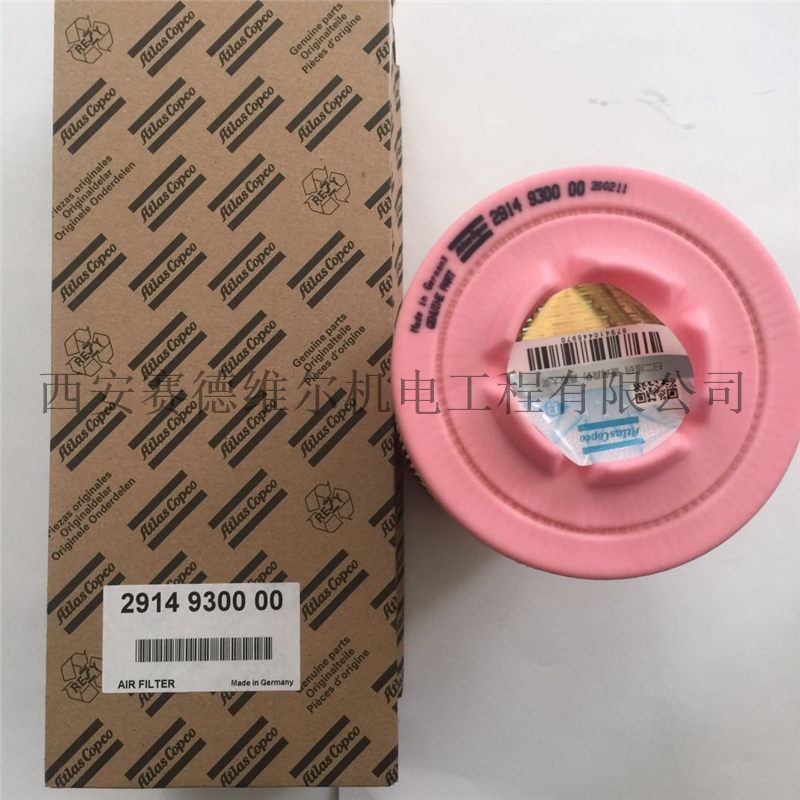 Atlas Copco
Genuine parts
Originalteile
Pièces d'origine
REZY
Piezas originales
Originaldelar
Originele Onderdelen
2914 9300 00
AIR FILTER
Made in Germany
2914 9300 00 200211
Made in Germany
GENUINE PART
Atlas Copco
西安赛德维尔机电工程有限公司